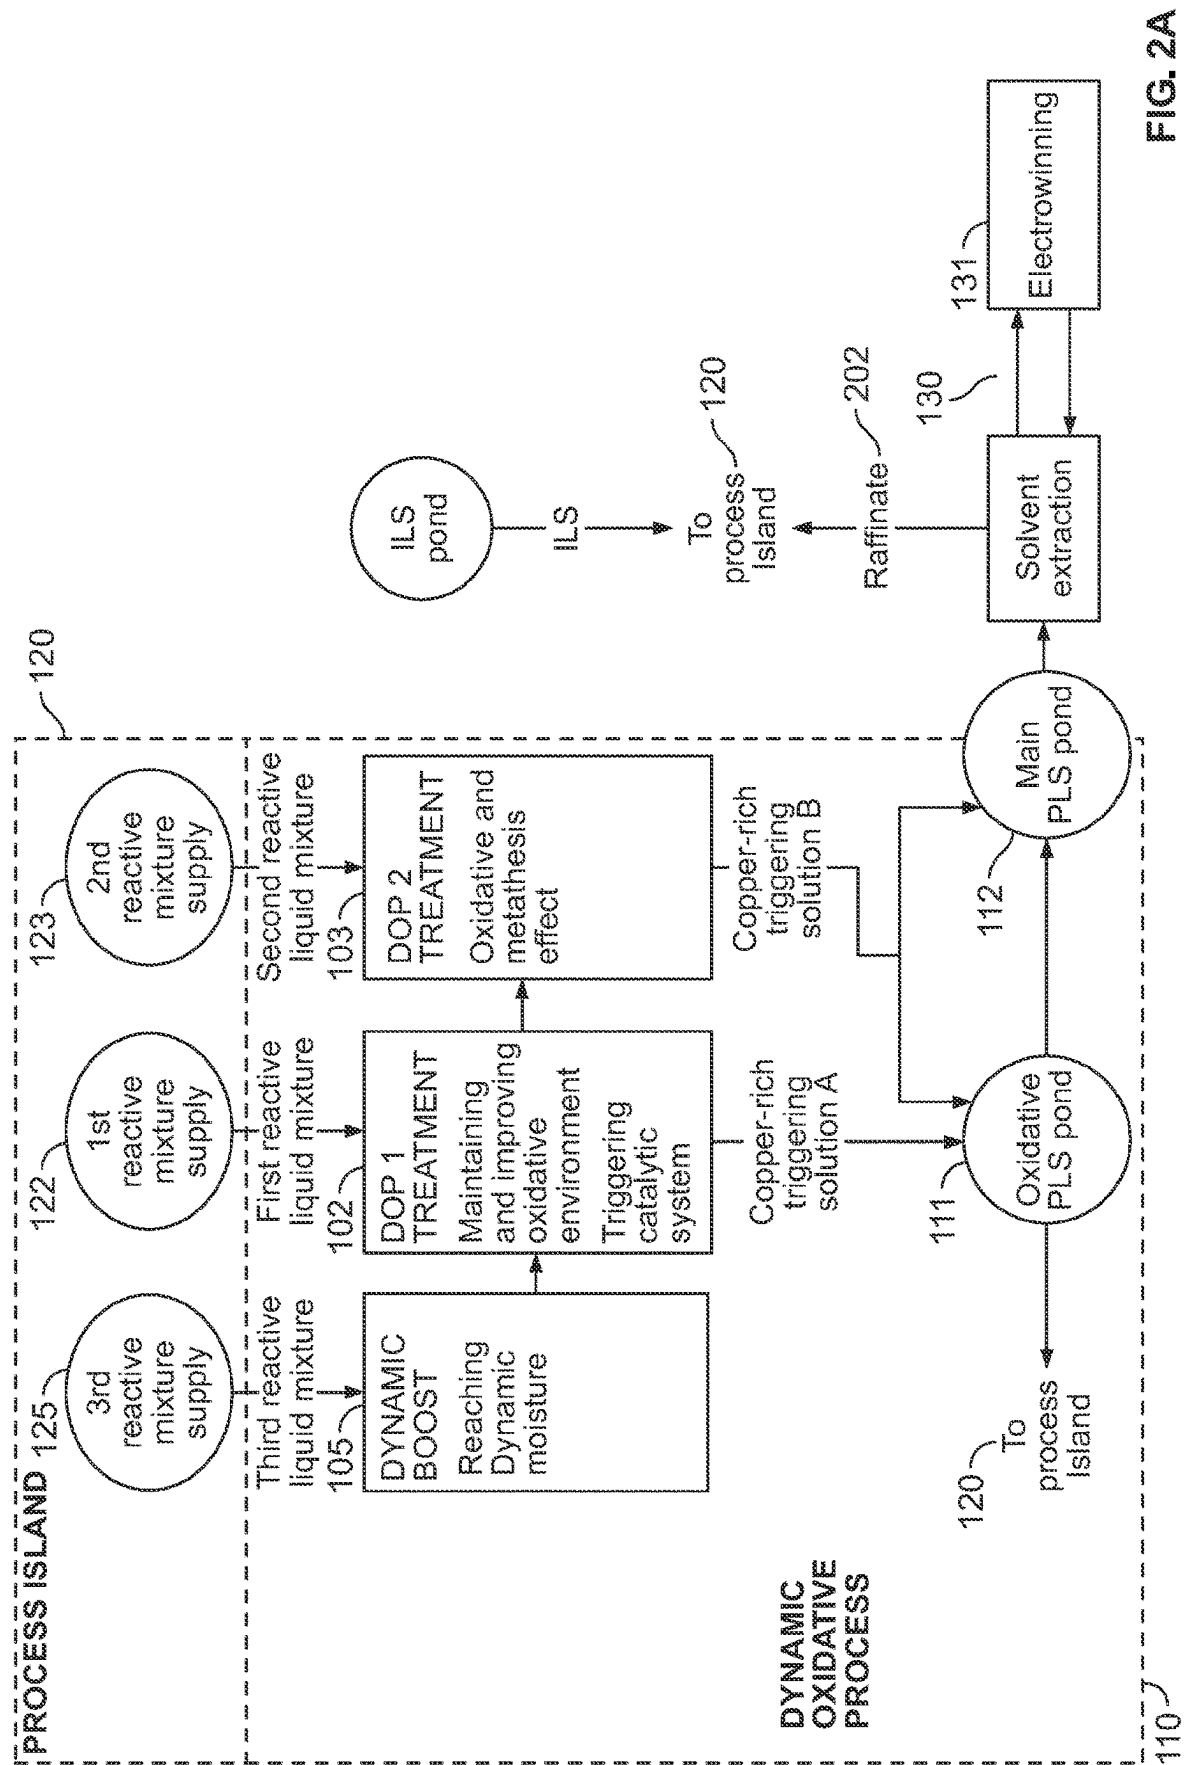 PROCESS ISLAND
120
125
3rd
reactive
mixture
supply
122
1st
reactive
mixture
supply
123
2nd
reactive
mixture
supply
Third reactive
liquid mixture
First reactive
liquid mixture
Second reactive
liquid mixture
105
DYNAMIC
BOOST
Reaching
Dynamic
moisture
102
DOP 1
TREATMENT
Maintaining
and improving
oxidative
environment
Triggering
catalytic
system
103
DOP 2
TREATMENT
Oxidative and
metathesis
effect
ILS
pond
ILS
To
process
Island
120
Raffinate
202
Copper-rich
triggering
solution A
Copper-rich
triggering
solution B
DYNAMIC
OXIDATIVE
PROCESS
110
120
To
process
Island
111
Oxidative
PLS pond
112
Main
PLS pond
Solvent
extraction
130
131
Electrowinning
FIG. 2A